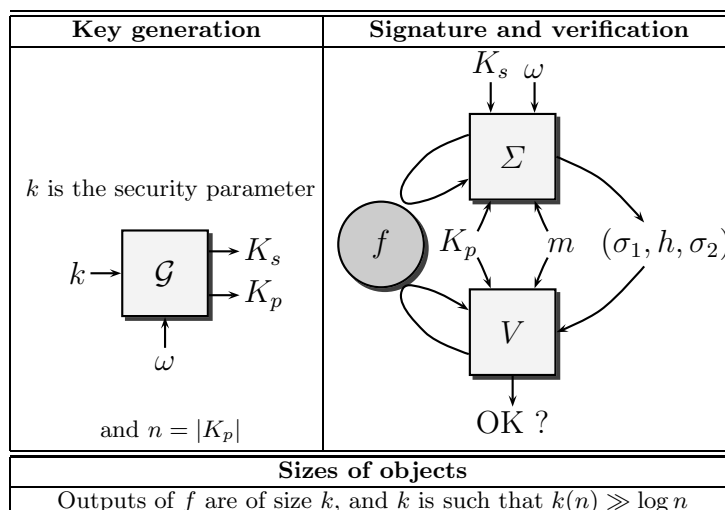 Key generation
Signature and verification
k is the security parameter
k
𝒢
K_s
K_p
ω
and n = |K_p|
K_s ω
Σ
f
K_p m (σ_1, h, σ_2)
V
OK ?
Sizes of objects
Outputs of f are of size k, and k is such that k(n) ≫ log n